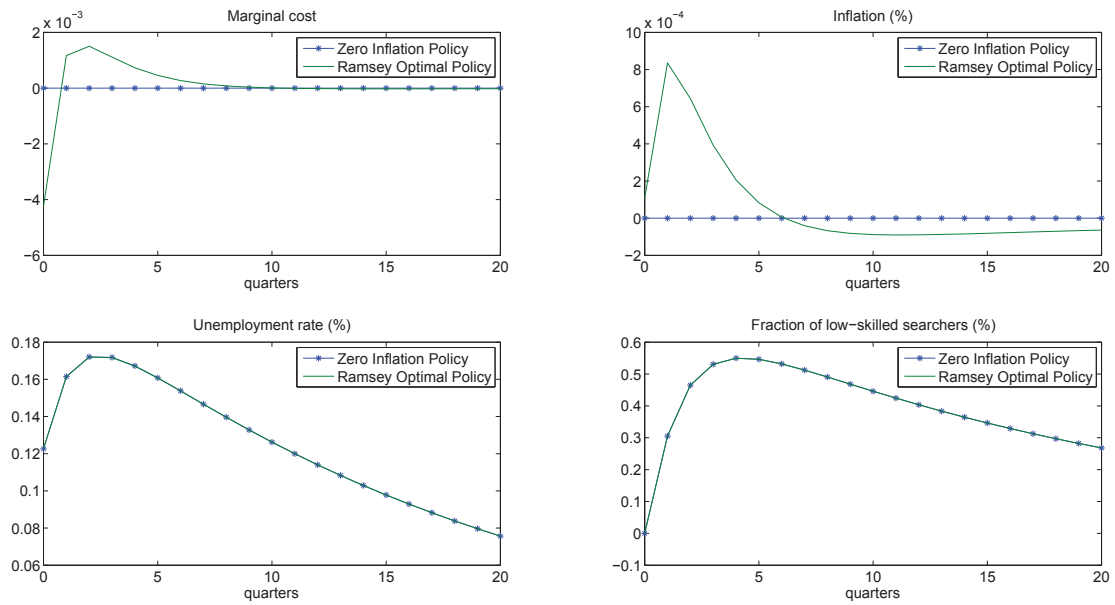 Marginal cost
x 10⁻³
2
0
−2
−4
−6
0
5
10
15
20
quarters
Zero Inflation Policy
Ramsey Optimal Policy
Inflation (%)
x 10⁻⁴
10
8
6
4
2
0
−2
0
5
10
15
20
quarters
Zero Inflation Policy
Ramsey Optimal Policy
Unemployment rate (%)
0.18
0.16
0.14
0.12
0.1
0.08
0.06
0
5
10
15
20
quarters
Zero Inflation Policy
Ramsey Optimal Policy
Fraction of low−skilled searchers (%)
0.6
0.5
0.4
0.3
0.2
0.1
0
−0.1
0
5
10
15
20
quarters
Zero Inflation Policy
Ramsey Optimal Policy